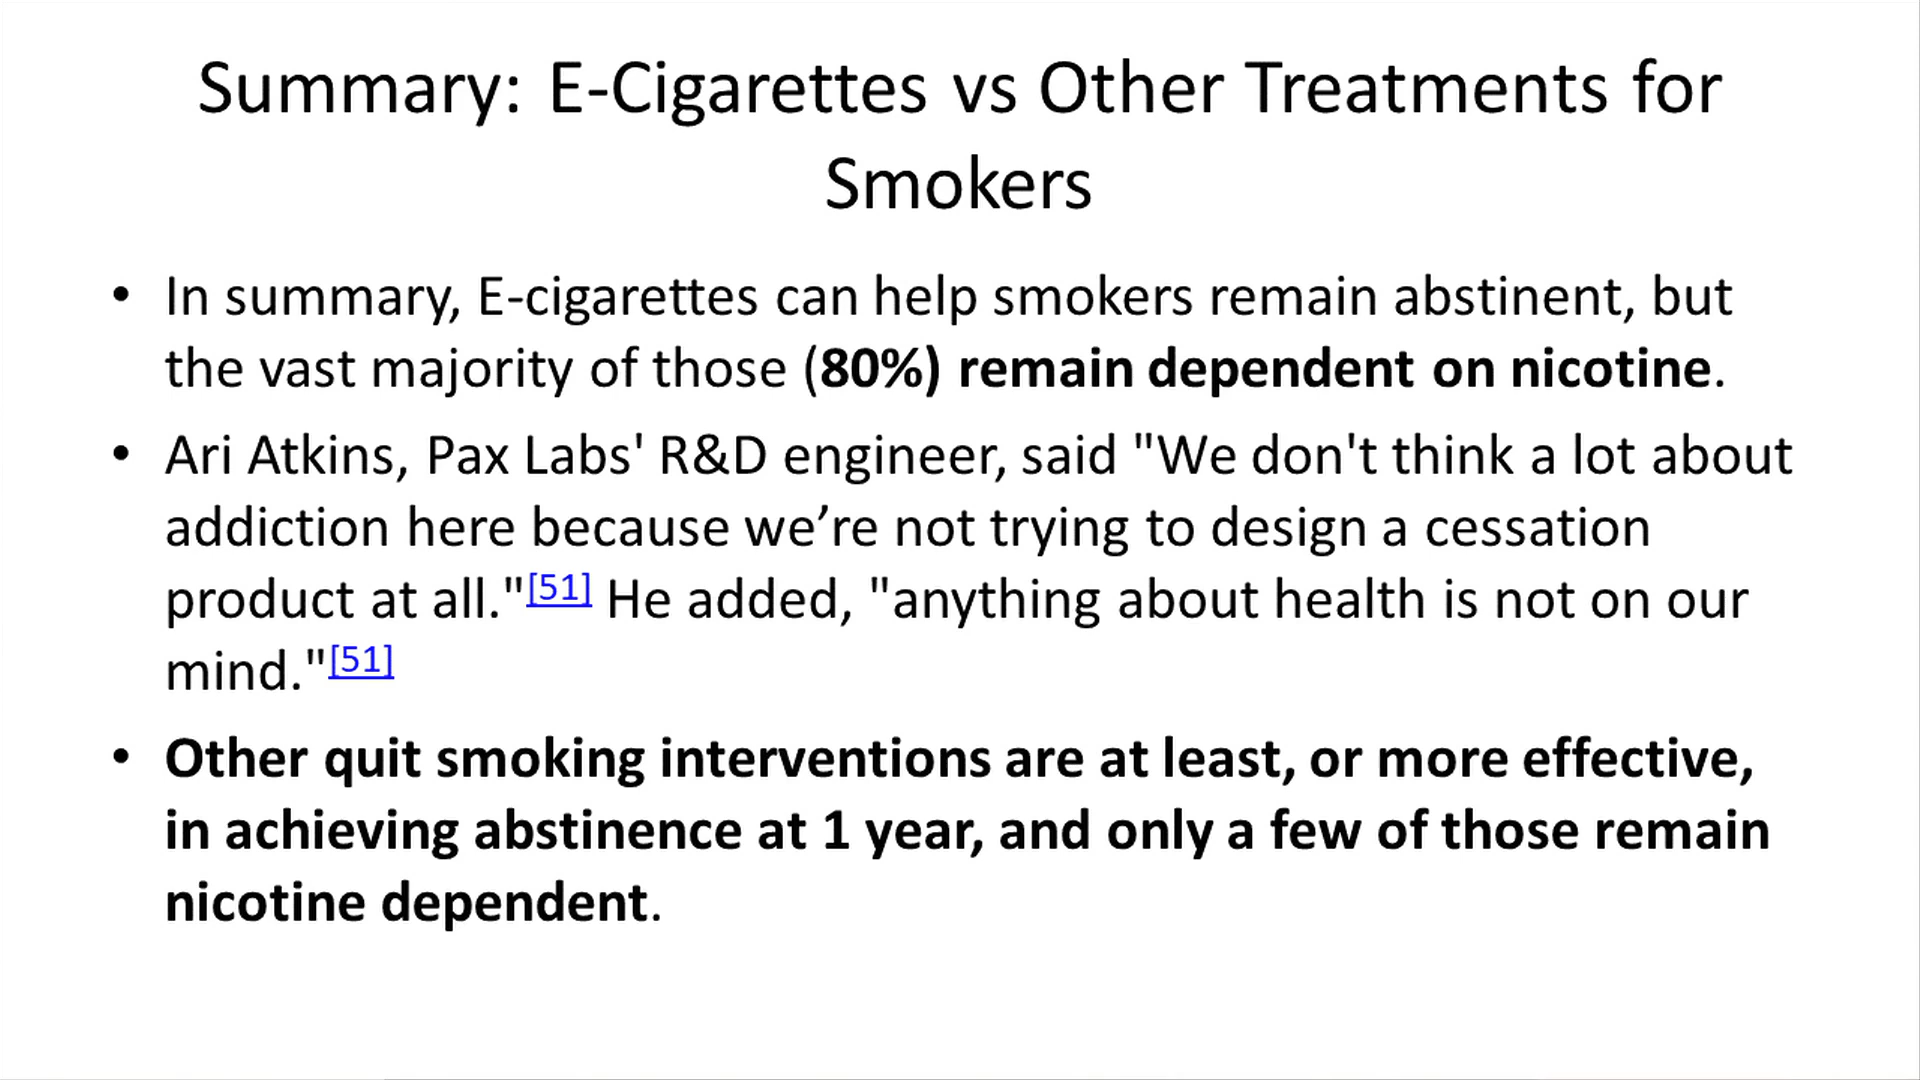 Summary: E-Cigarettes vs Other Treatments for
Smokers
• In summary, E-cigarettes can help smokers remain abstinent, but
the vast majority of those (80%) remain dependent on nicotine.
• Ari Atkins, Pax Labs' R&D engineer, said "We don't think a lot about
addiction here because we’re not trying to design a cessation
product at all."[51] He added, "anything about health is not on our
mind."[51]
• Other quit smoking interventions are at least, or more effective,
in achieving abstinence at 1 year, and only a few of those remain
nicotine dependent.